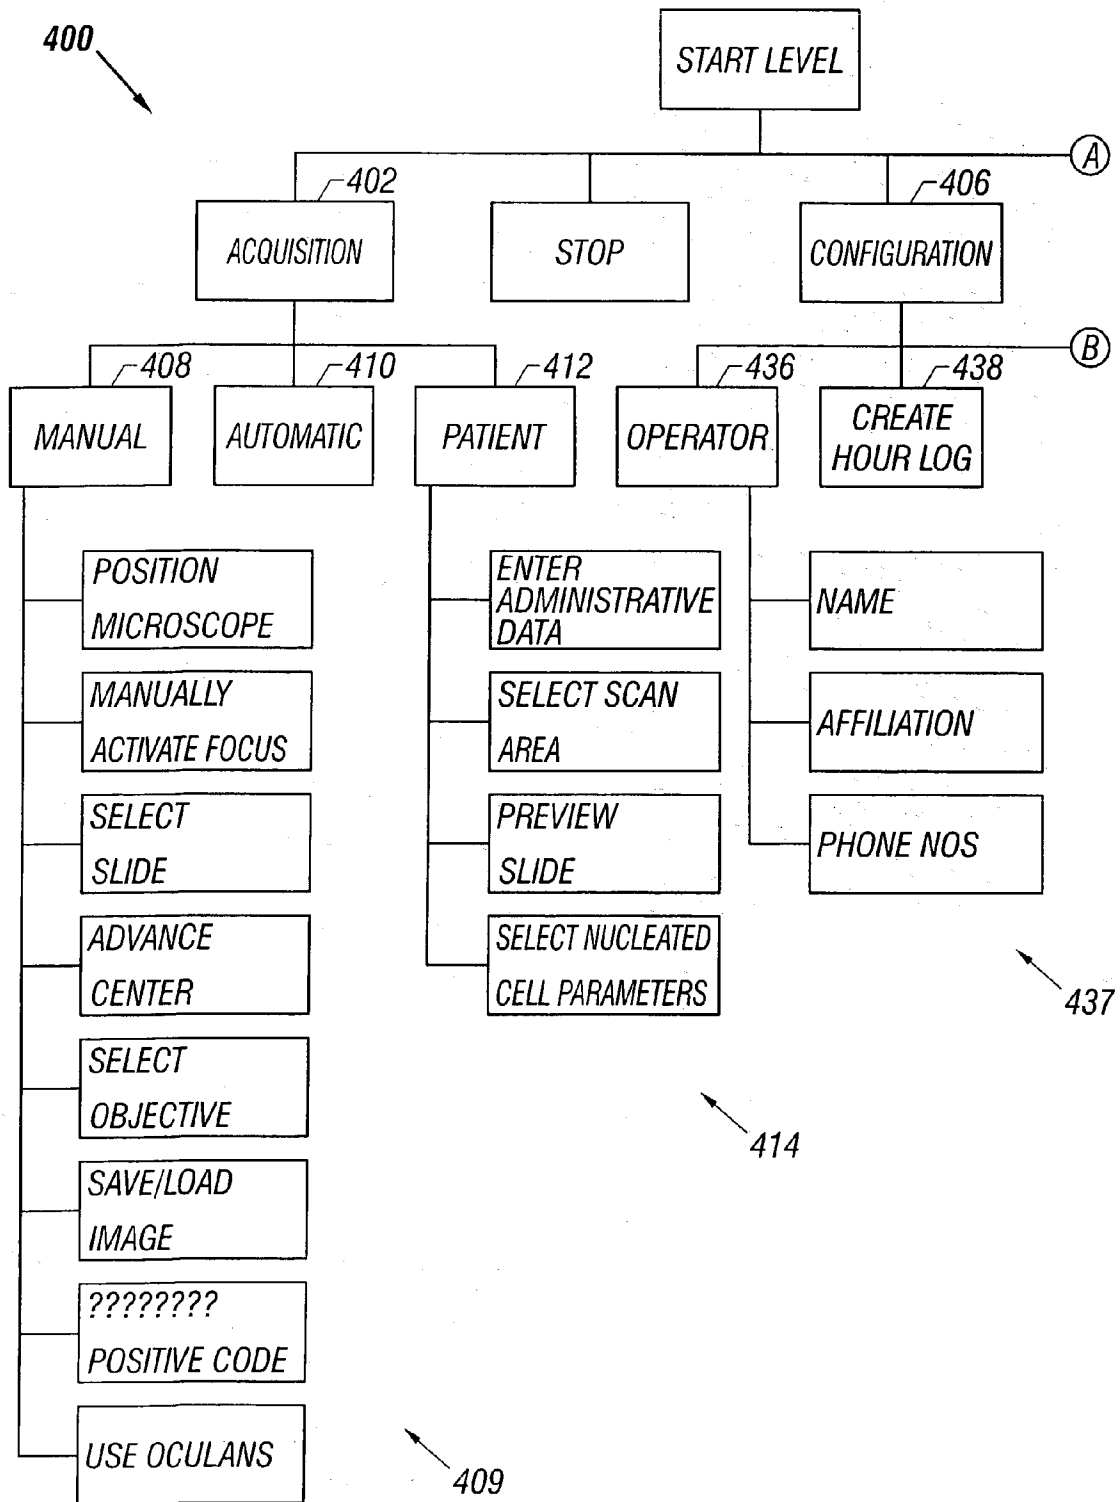 400
START LEVEL
A
402
406
ACQUISITION
STOP
CONFIGURATION
B
408
410
412
436
438
MANUAL
AUTOMATIC
PATIENT
OPERATOR
CREATE
HOUR LOG
POSITION
MICROSCOPE
MANUALLY
ACTIVATE FOCUS
SELECT
SLIDE
ADVANCE
CENTER
SELECT
OBJECTIVE
SAVE/LOAD
IMAGE
????????
POSITIVE CODE
USE OCULANS
409
ENTER
ADMINISTRATIVE
DATA
SELECT SCAN
AREA
PREVIEW
SLIDE
SELECT NUCLEATED
CELL PARAMETERS
414
NAME
AFFILIATION
PHONE NOS
437